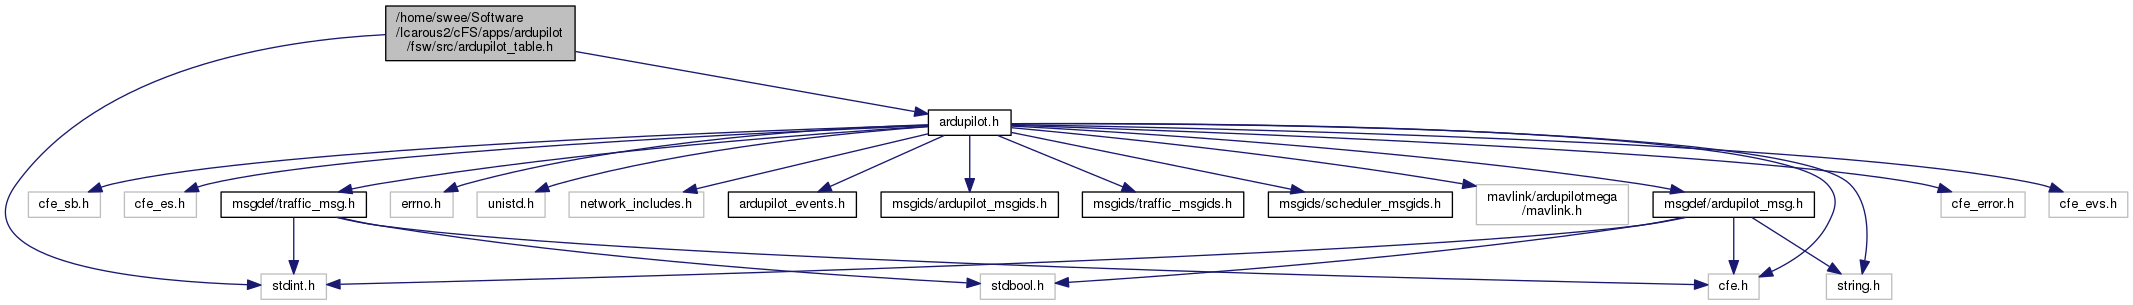 /home/swee/Software
/Icarous2/cFS/apps/ardupilot
/fsw/src/ardupilot_table.h
ardupilot.h
cfe_sb.h
cfe_es.h
msgdef/traffic_msg.h
errno.h
unistd.h
network_includes.h
ardupilot_events.h
msgids/ardupilot_msgids.h
msgids/traffic_msgids.h
msgids/scheduler_msgids.h
mavlink/ardupilotmega
/mavlink.h
msgdef/ardupilot_msg.h
cfe_error.h
cfe_evs.h
stdint.h
stdbool.h
cfe.h
string.h